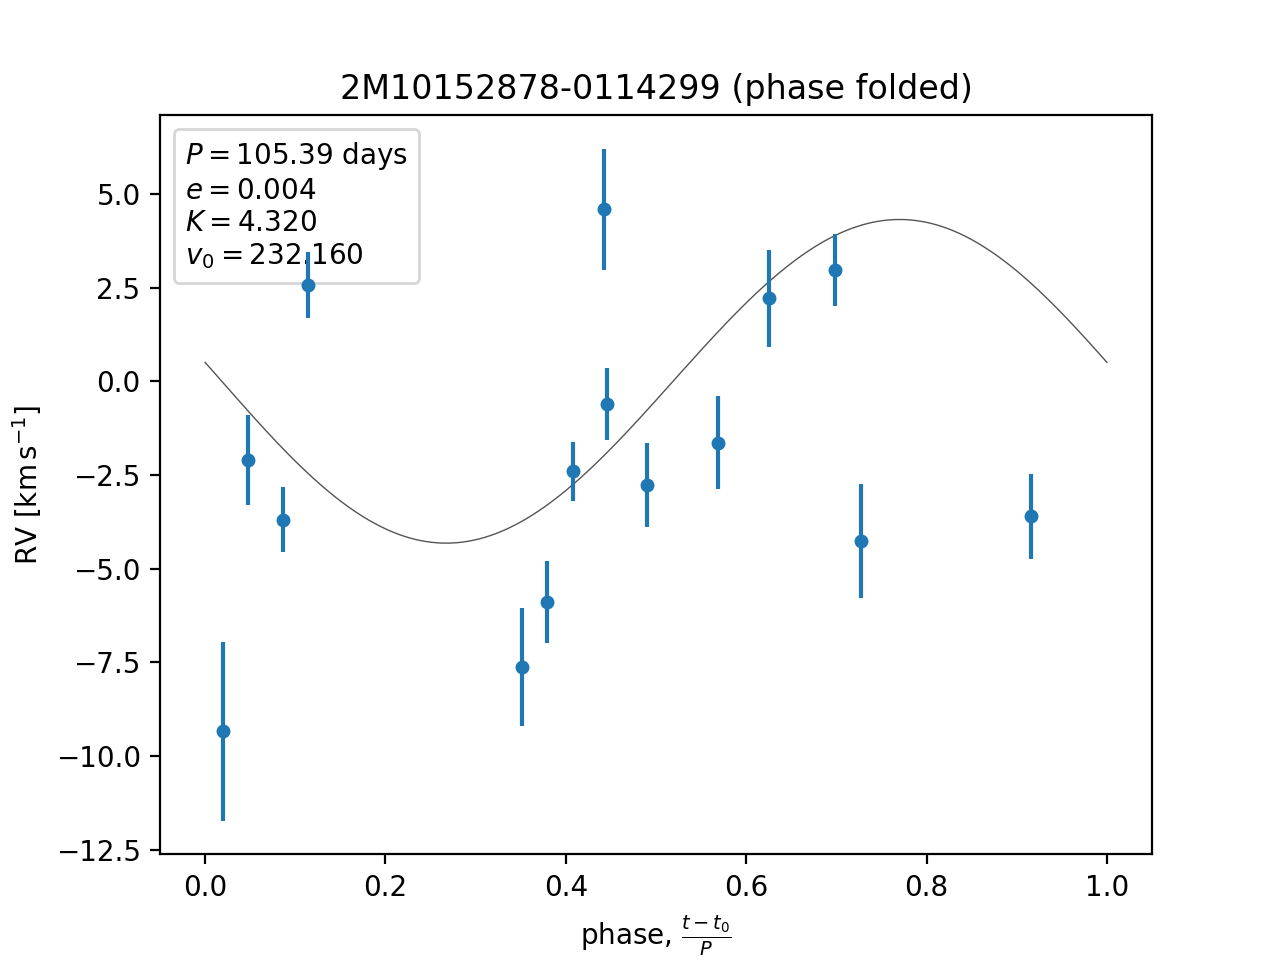 2M10152878-0114299 (phase folded)
P = 105.39 days
e = 0.004
K = 4.320
v₀ = 232.160
5.0
2.5
0.0
−2.5
−5.0
−7.5
−10.0
−12.5
RV [km s⁻¹]
0.0 0.2 0.4 0.6 0.8 1.0
phase, (t − t₀)/P